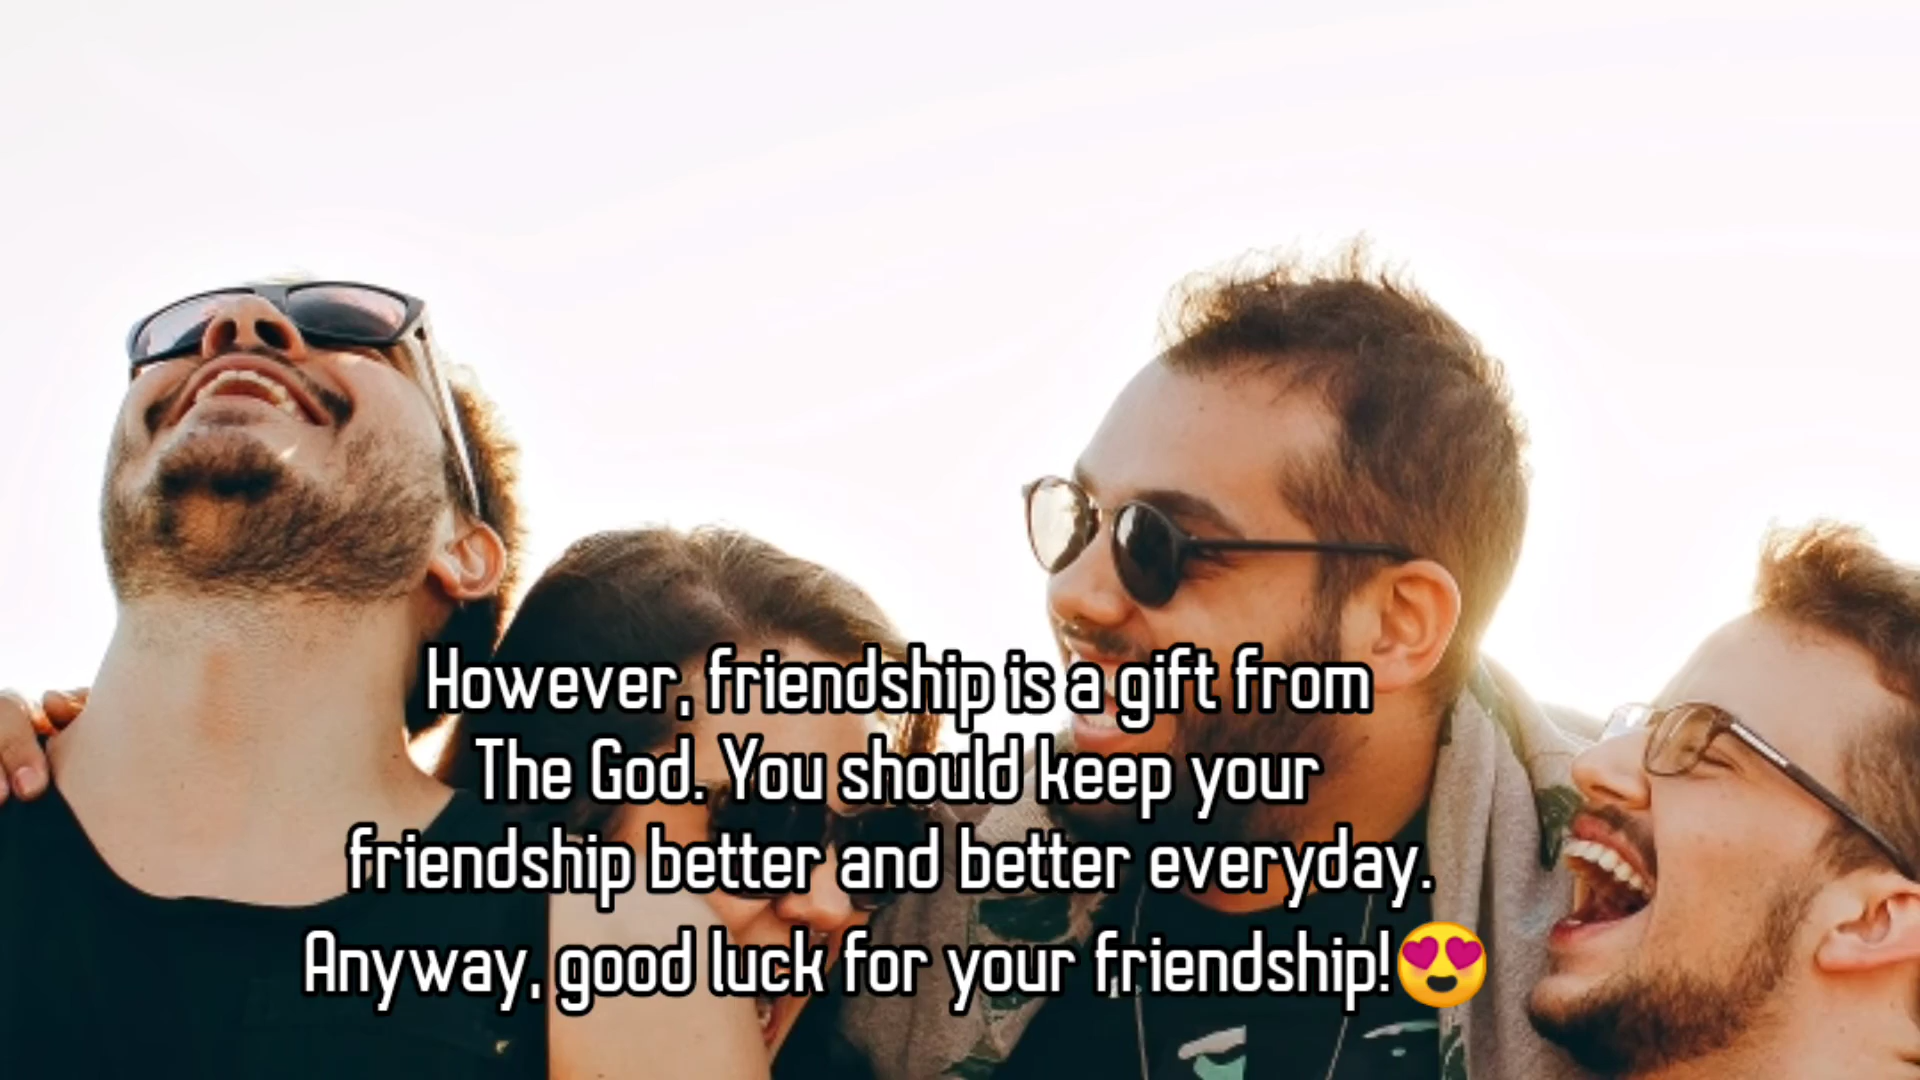 However, friendship is a gift from
The God. You should keep your
friendship better and better everyday.
Anyway, good luck for your friendship!😍